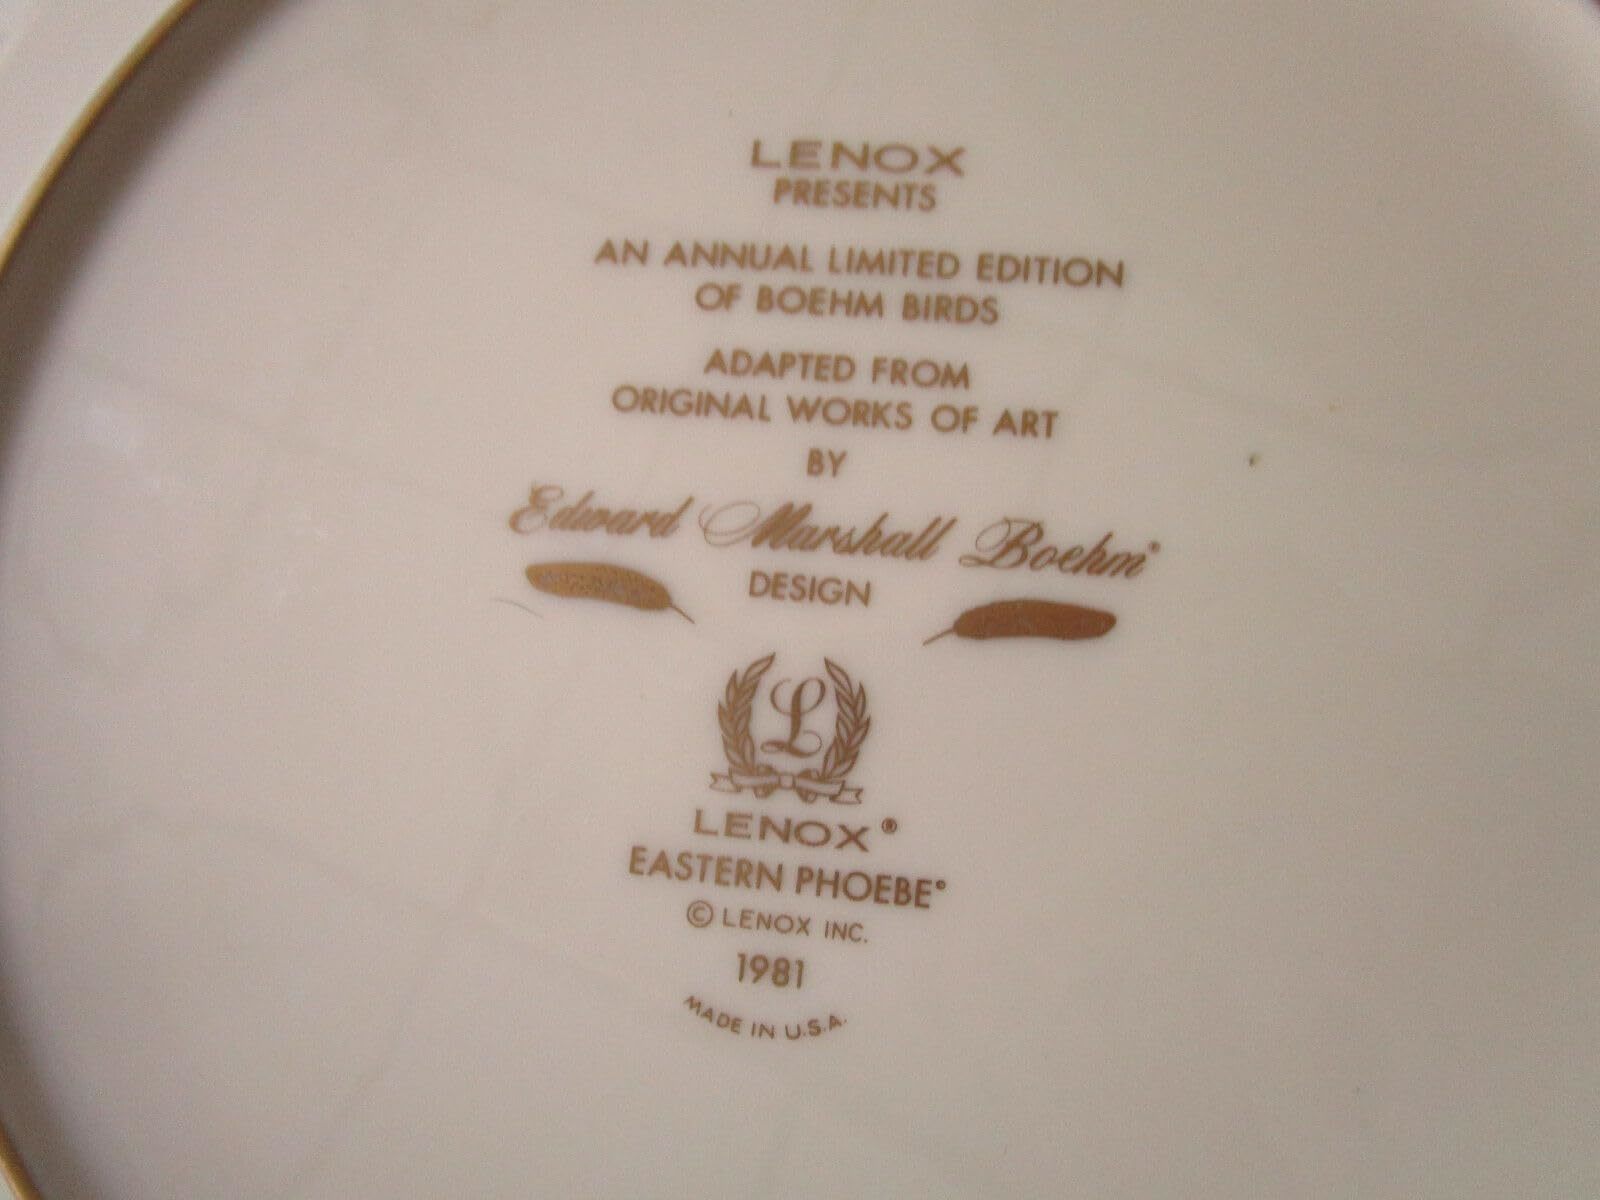 LENOX
PRESENTS
AN ANNUAL LIMITED EDITION
OF BOEHM BIRDS
ADAPTED FROM
ORIGINAL WORKS OF ART
BY
Edward Marshall Boehm®
DESIGN
L
LENOX®
EASTERN PHOEBE®
© LENOX INC.
1981
MADE IN U.S.A.